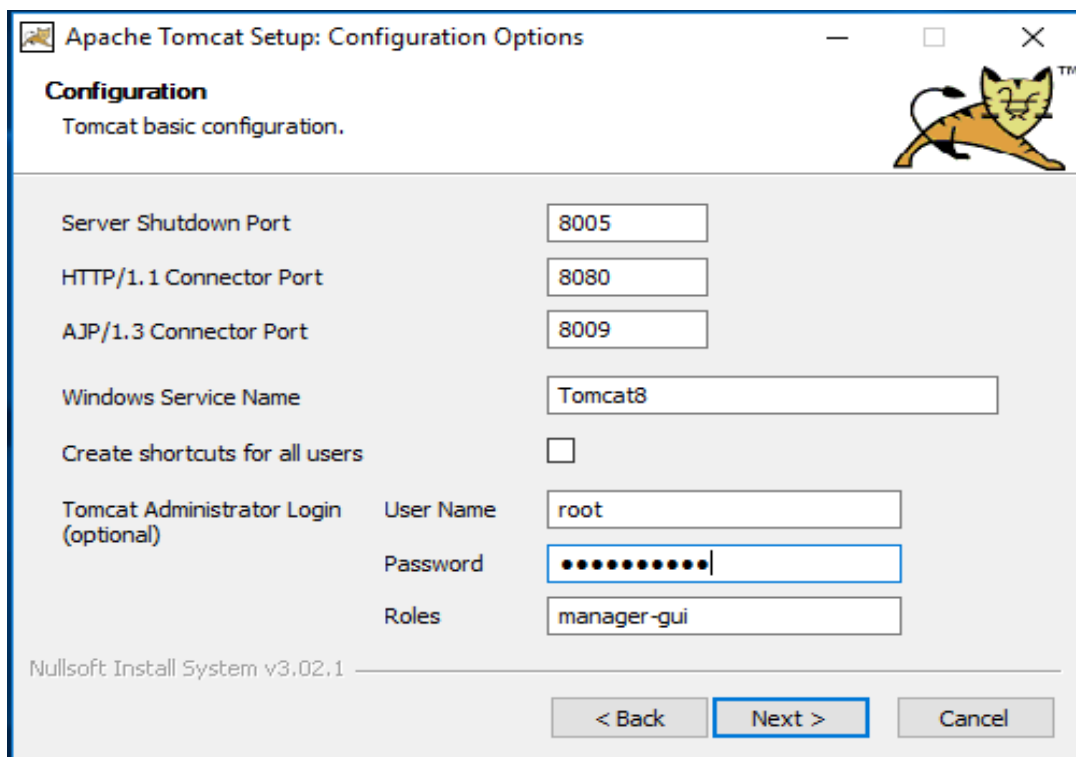 Apache Tomcat Setup: Configuration Options
Configuration
Tomcat basic configuration.
TM
Server Shutdown Port 8005
HTTP/1.1 Connector Port 8080
AJP/1.3 Connector Port 8009
Windows Service Name Tomcat8
Create shortcuts for all users
Tomcat Administrator Login User Name root
(optional)
Password ●●●●●●●●●●
Roles manager-gui
Nullsoft Install System v3.02.1
< Back Next > Cancel